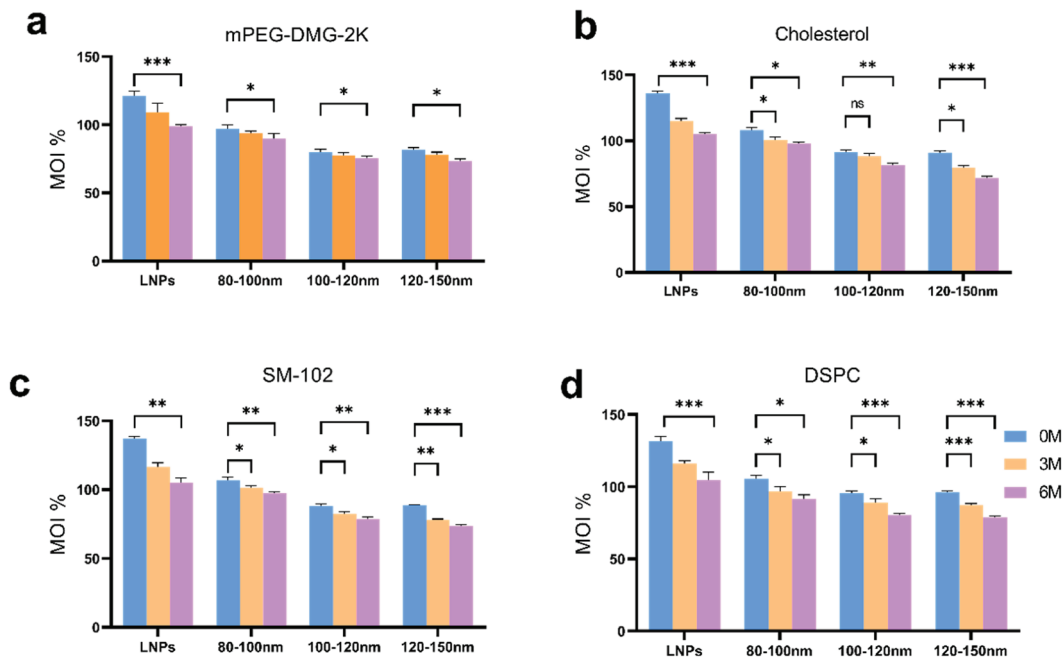 a
mPEG-DMG-2K
MOI %
150
100
50
0
***
*
*
*
LNPs 80-100nm 100-120nm 120-150nm
b
Cholesterol
MOI %
200
150
100
50
0
***
* **
***
* ns *
LNPs 80-100nm 100-120nm 120-150nm
c
SM-102
MOI %
150
100
50
0
** ** ** ***
* * **
LNPs 80-100nm 100-120nm 120-150nm
d
DSPC
MOI %
150
100
50
0
*** * *** ***
* * ***
LNPs 80-100nm 100-120nm 120-150nm
0M
3M
6M